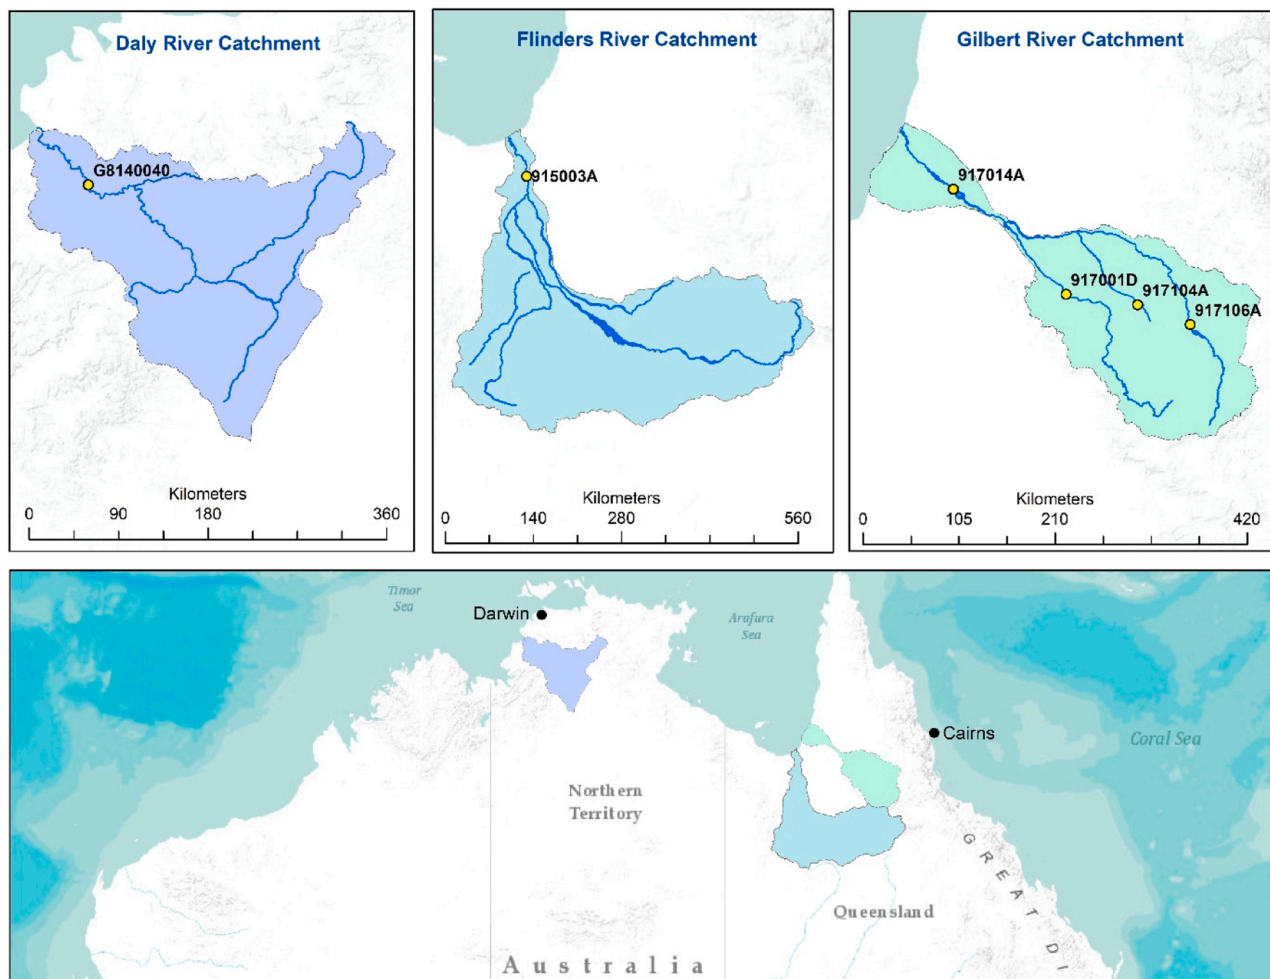 Daly River Catchment
G8140040
Kilometers
0 90 180 360
Flinders River Catchment
915003A
Kilometers
0 140 280 560
Gilbert River Catchment
917014A
917001D
917104A
917106A
Kilometers
0 105 210 420
Timor
Sea
Darwin
Arafura
Sea
Cairns
Coral Sea
Northern
Territory
Queensland
GREAT DI
Australia